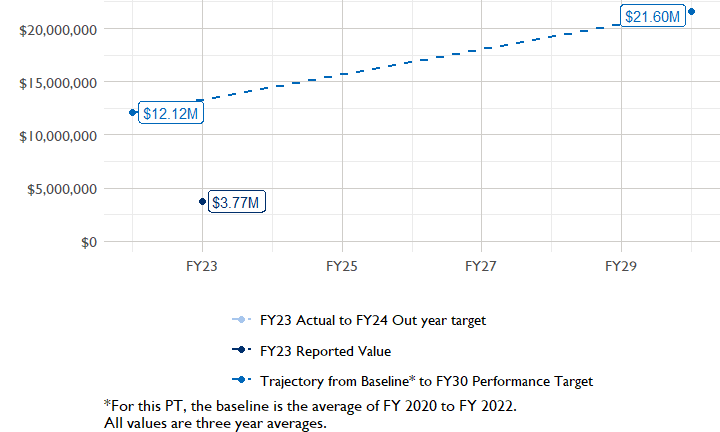 $20,000,000
$21.60M
$15,000,000
$12.12M
$10,000,000
$5,000,000
$3.77M
$0
FY23 FY25 FY27 FY29
FY23 Actual to FY24 Out year target
FY23 Reported Value
Trajectory from Baseline* to FY30 Performance Target
*For this PT, the baseline is the average of FY 2020 to FY 2022.
All values are three year averages.